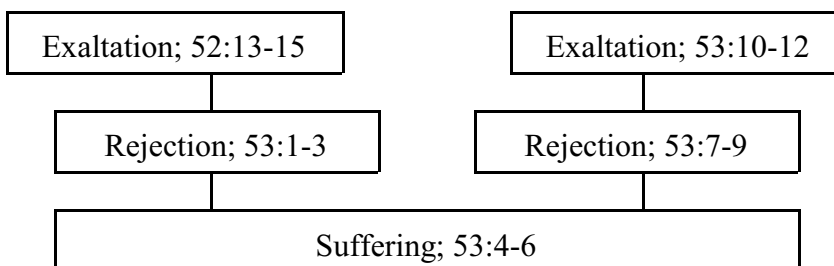 Exaltation; 52:13-15
Exaltation; 53:10-12
Rejection; 53:1-3
Rejection; 53:7-9
Suffering; 53:4-6